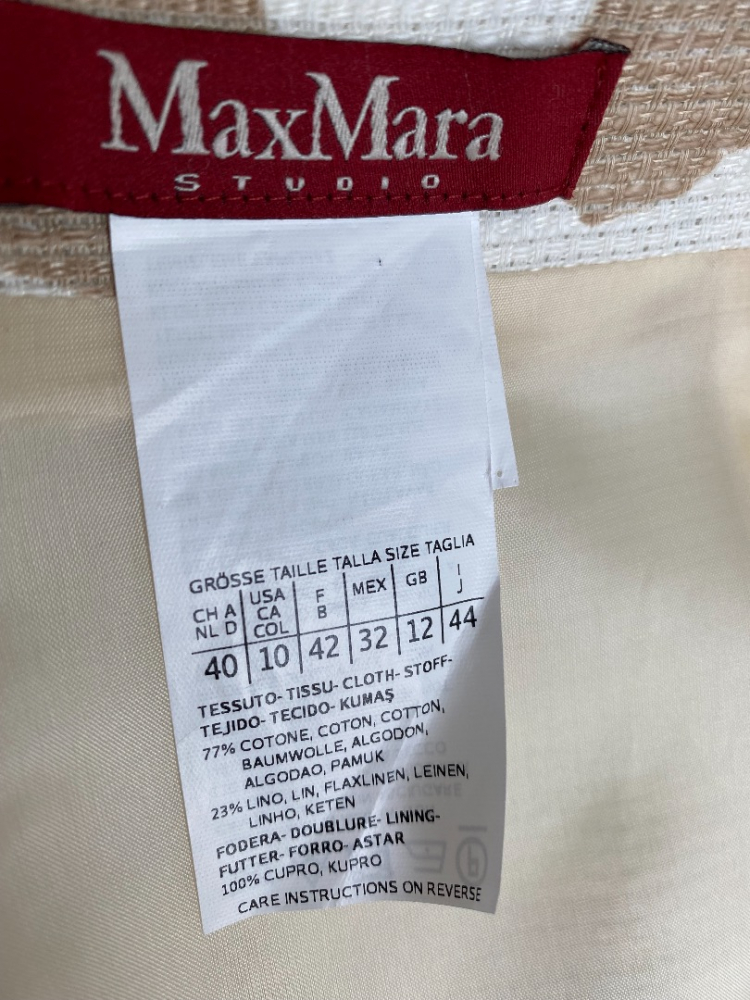 MaxMara
STUDIO
GRÖSSE TAILLE TALLA SIZE TAGLIA
CH A NL D USA CA COL F B MEX GB I J
40 10 42 32 12 44
TESSUTO- TISSU- CLOTH- STOFF-
TEJIDO- TECIDO- KUMAŞ
77% COTONE, COTON, COTTON,
BAUMWOLLE, ALGODON,
ALGODAO, PAMUK
23% LINO, LIN, FLAXLINEN, LEINEN,
LINHO, KETEN
FODERA- DOUBLURE- LINING-
FUTTER- FORRO- ASTAR
100% CUPRO, KUPRO
CARE INSTRUCTIONS ON REVERSE